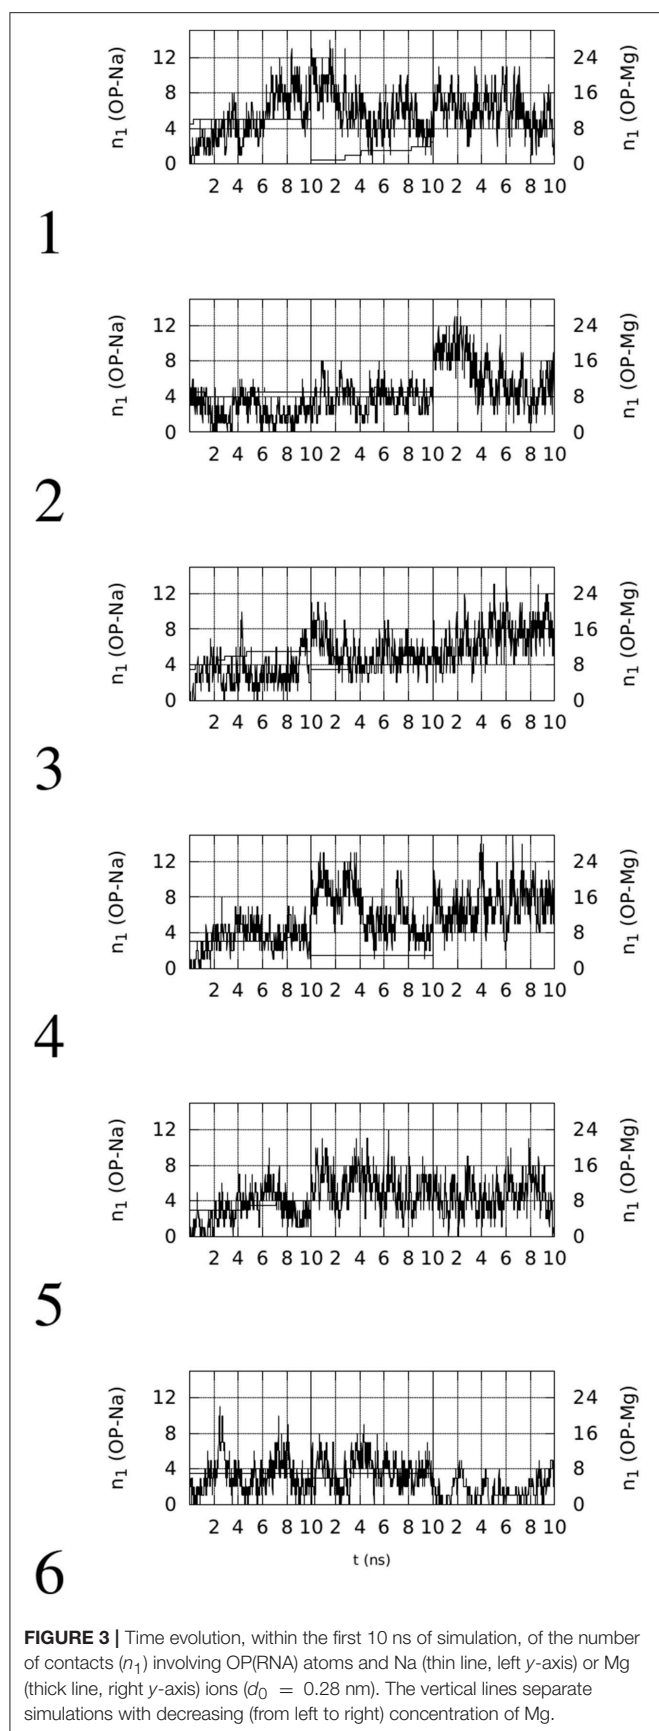 n1 (OP-Na)
12
8
4
0
24
16
8
0
n1 (OP-Mg)
2 4 6 8 10 2 4 6 8 10 2 4 6 8 10
1
n1 (OP-Na)
12
8
4
0
24
16
8
0
n1 (OP-Mg)
2 4 6 8 10 2 4 6 8 10 2 4 6 8 10
2
n1 (OP-Na)
12
8
4
0
24
16
8
0
n1 (OP-Mg)
2 4 6 8 10 2 4 6 8 10 2 4 6 8 10
3
n1 (OP-Na)
12
8
4
0
24
16
8
0
n1 (OP-Mg)
2 4 6 8 10 2 4 6 8 10 2 4 6 8 10
4
n1 (OP-Na)
12
8
4
0
24
16
8
0
n1 (OP-Mg)
2 4 6 8 10 2 4 6 8 10 2 4 6 8 10
5
n1 (OP-Na)
12
8
4
0
24
16
8
0
n1 (OP-Mg)
2 4 6 8 10 2 4 6 8 10 2 4 6 8 10
t (ns)
6
FIGURE 3 | Time evolution, within the first 10 ns of simulation, of the number
of contacts (n1) involving OP(RNA) atoms and Na (thin line, left y-axis) or Mg
(thick line, right y-axis) ions (d0 = 0.28 nm). The vertical lines separate
simulations with decreasing (from left to right) concentration of Mg.